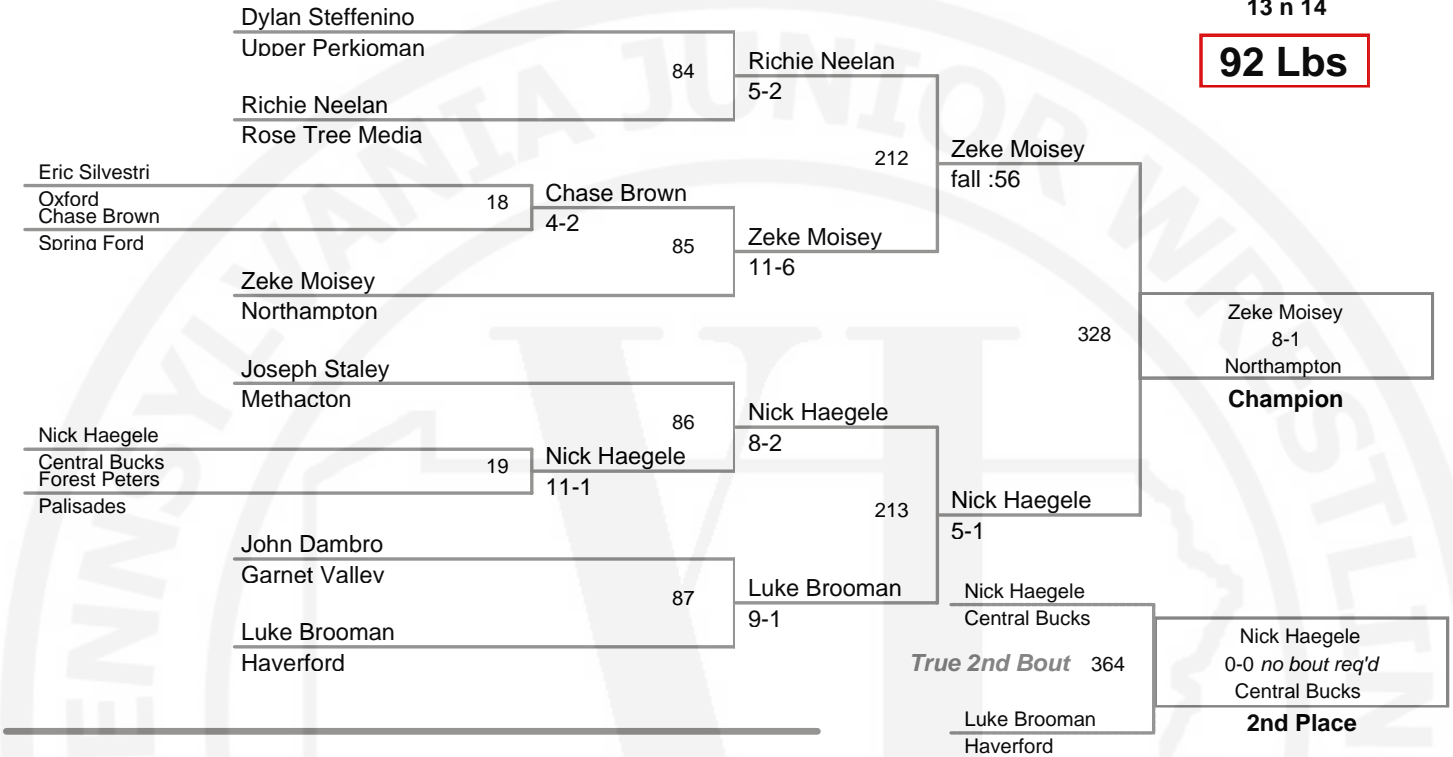 13 n 14
92 Lbs
Dylan Steffenino
Upper Perkioman
84
Richie Neelan
5-2
Richie Neelan
Rose Tree Media
212
Zeke Moisey
fall :56
Eric Silvestri
Oxford
18
Chase Brown
4-2
Chase Brown
Spring Ford
85
Zeke Moisey
11-6
Zeke Moisey
Northampton
328
Zeke Moisey
8-1
Northampton
Champion
Joseph Staley
Methacton
86
Nick Haegele
8-2
Nick Haegele
Central Bucks
19
Nick Haegele
11-1
Forest Peters
Palisades
213
Nick Haegele
5-1
John Dambro
Garnet Valley
87
Luke Brooman
9-1
Luke Brooman
Haverford
Nick Haegele
Central Bucks
True 2nd Bout 364
Nick Haegele
0-0 no bout req'd
Central Bucks
2nd Place
Luke Brooman
Haverford
ENNSYLVANIA JUNIOR WRESTLIN